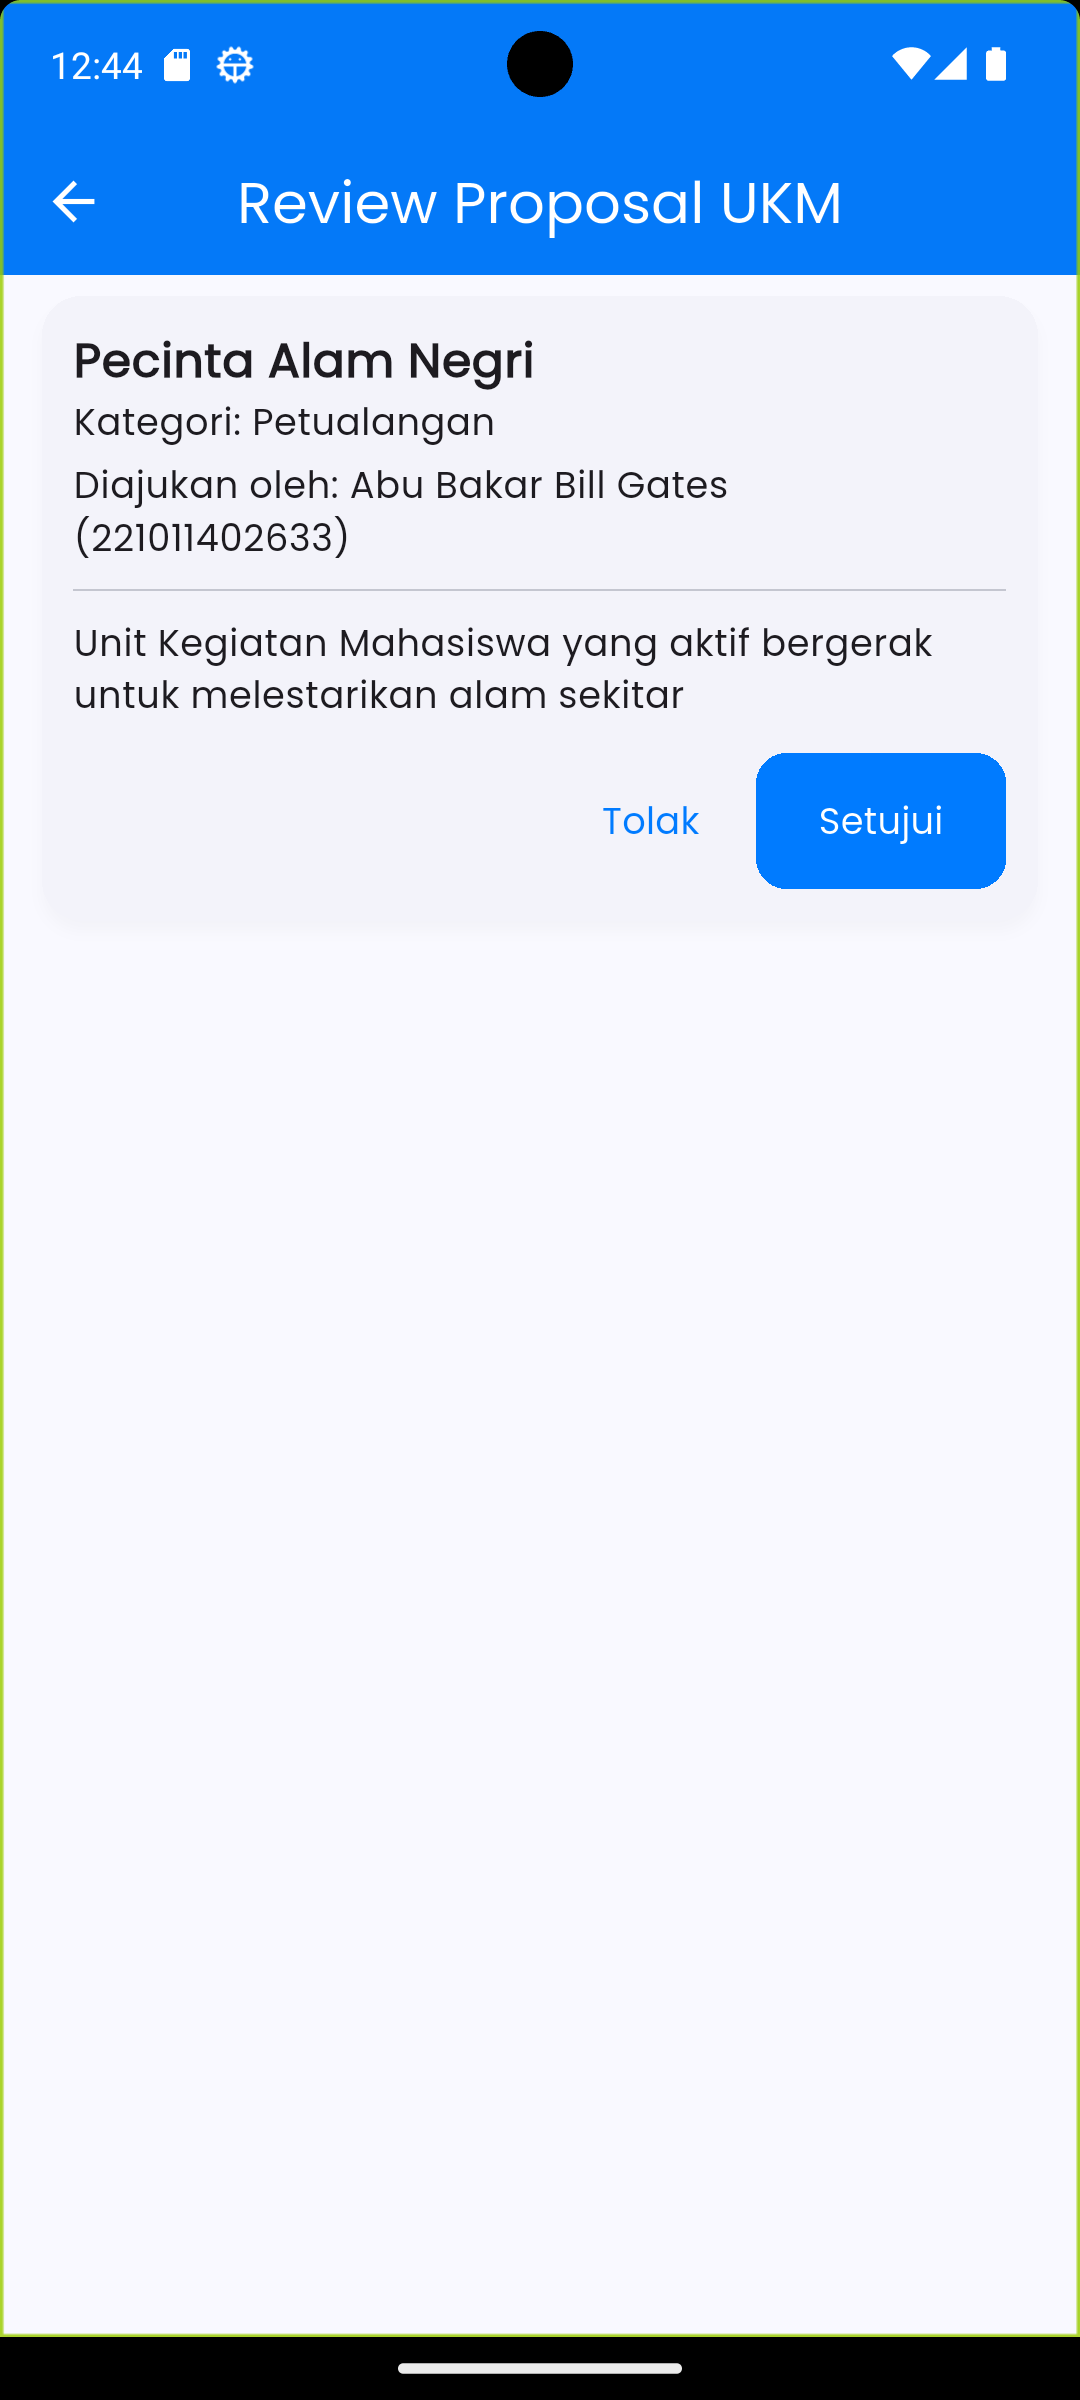 12:44
Review Proposal UKM
Pecinta Alam Negri
Kategori: Petualangan
Diajukan oleh: Abu Bakar Bill Gates
(221011402633)
Unit Kegiatan Mahasiswa yang aktif bergerak
untuk melestarikan alam sekitar
Tolak
Setujui